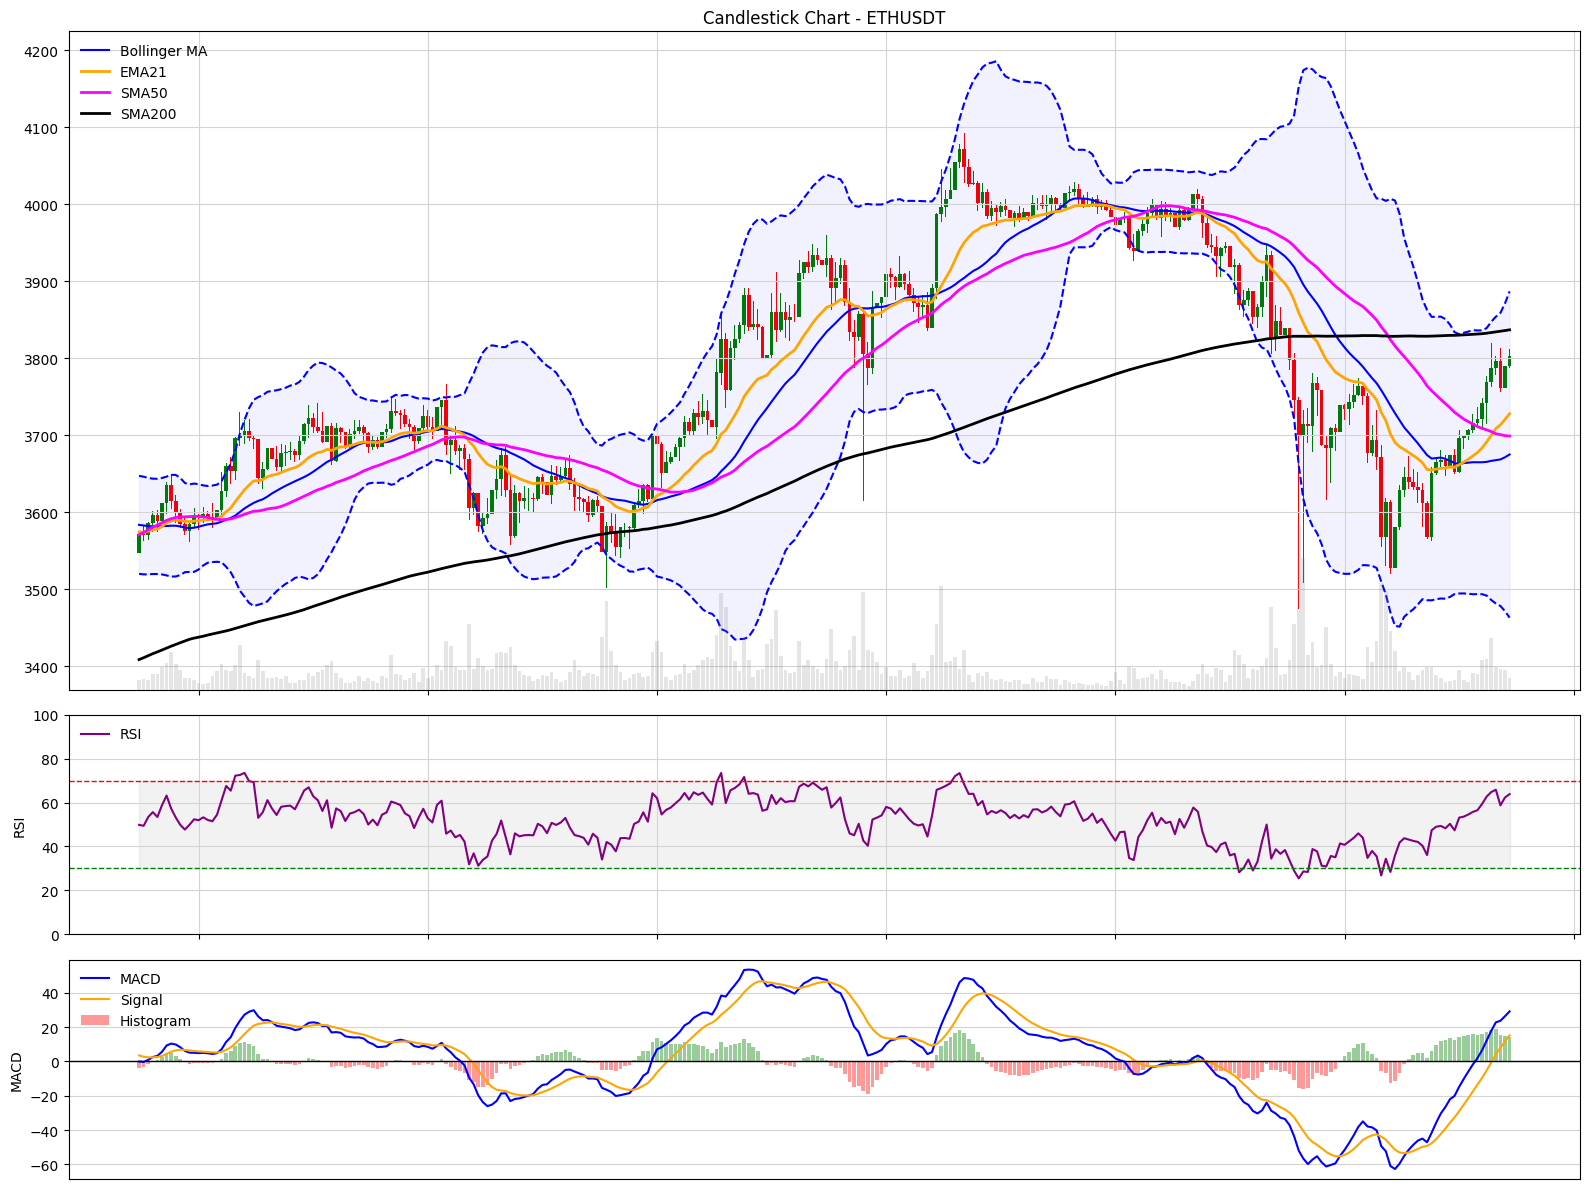 Candlestick Chart - ETHUSDT
Bollinger MA
EMA21
SMA50
SMA200
4200
4100
4000
3900
3800
3700
3600
3500
3400
RSI
100
80
60
40
20
0
RSI
MACD
Signal
Histogram
40
20
0
−20
−40
−60
MACD